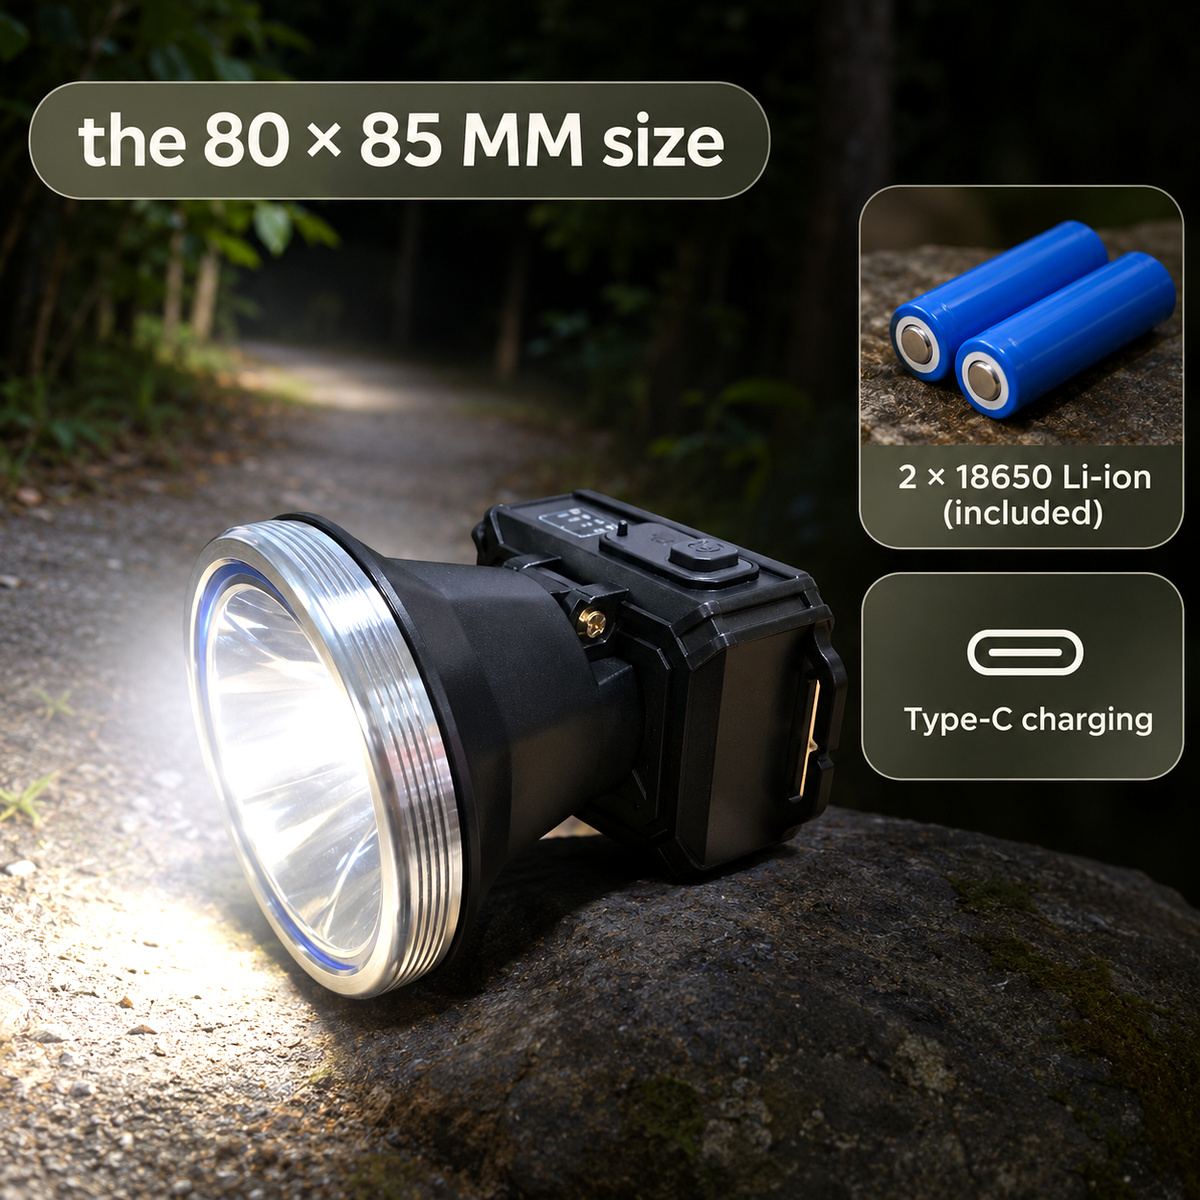 the 80 × 85 MM size
2 × 18650 Li-ion
(included)
Type-C charging